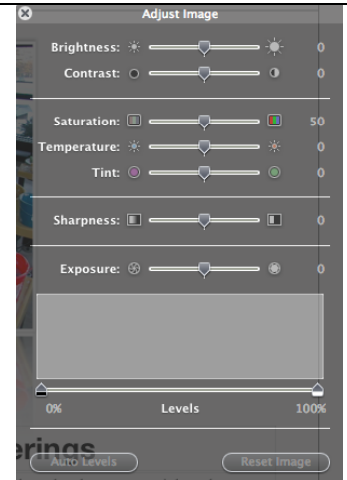 Adjust Image
Brightness: 0
Contrast: 0
Saturation: 50
Temperature: 0
Tint: 0
Sharpness: 0
Exposure: 0
0% Levels 100%
erings
Auto Levels Reset Image